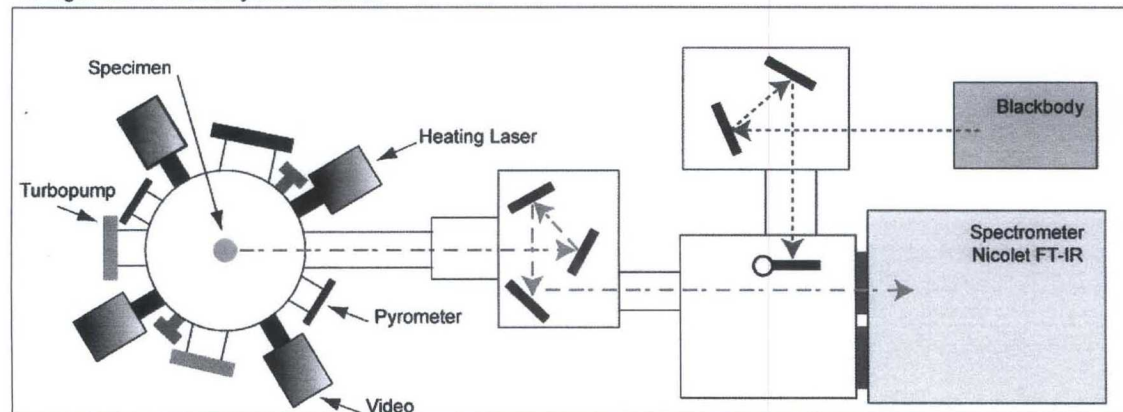 Specimen
Heating Laser
Blackbody
Turbopump
Spectrometer
Nicolet FT-IR
Pyrometer
Video